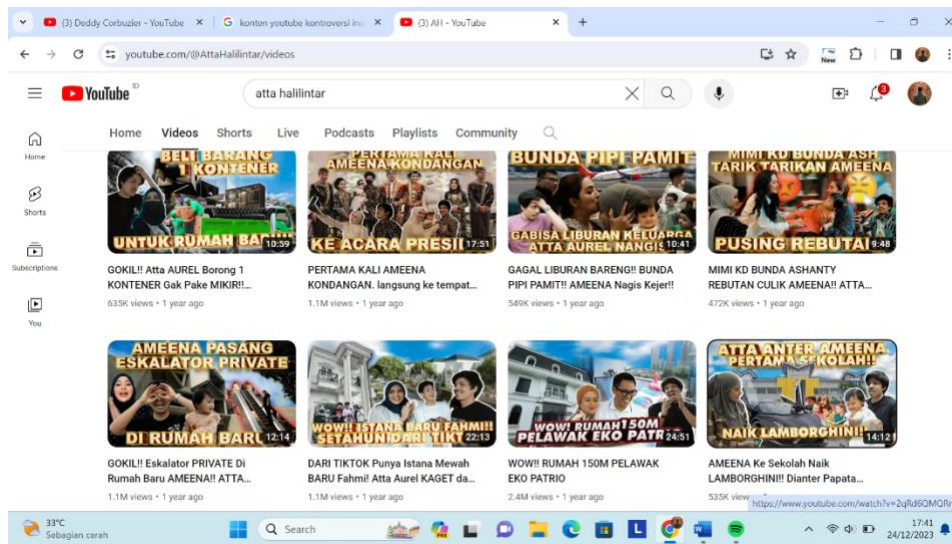 (3) Deddy Corbuzier - YouTube
konten youtube kontroversi in
(3) AH - YouTube
youtube.com/@AttaHalilintar/videos
New
YouTube ID
atta halilintar
3
Home
Shorts
Subscriptions
You
Home Videos Shorts Live Podcasts Playlists Community
BELI BARANG
1 KONTENER
UNTUK RUMAH
10:59
GOKIL!! Atta AUREL Borong 1
KONTENER Gak Pake MIKIR!!...
635K views • 1 year ago
PERTAMA KALI
AMEENA KONDANGAN
KE ACARA
17:51
PERTAMA KALI AMEENA
KONDANGAN. langsung ke tempat...
1.1M views • 1 year ago
BUNDA PIPI PAMIT
GABISA LIBURAN KELUARGA
ATTA AUREL NANGIS
10:41
GAGAL LIBURAN BARENG!! BUNDA
PIPI PAMIT!! AMEENA Nagis Kejer!!
549K views • 1 year ago
MIMI KD BUNDA ASH
TARIK TARIKAN AMEENA
PUSING
9:48
MIMI KD BUNDA ASHANTY
REBUTAN CULIK AMEENA!! ATTA...
472K views • 1 year ago
AMEENA PASANG
ESKALATOR PRIVATE
DI RUMAH
12:14
GOKIL!! Eskalator PRIVATE Di
Rumah Baru AMEENA!! ATTA...
1.1M views • 1 year ago
WOW!! ISTANA BARU FAHMI!!
SETAHUN DARI
22:13
DARI TIKTOK Punya Istana Mewah
BARU Fahmi! Atta Aurel KAGET da...
1.1M views • 1 year ago
WOW! RUMAH 150M
PELAWAK EKO
24:51
WOW!! RUMAH 150M PELAWAK
EKO PATRIO
2.4M views • 1 year ago
ATTA ANTER AMEENA
PERTAMA SEKOLAH!!
NAIK LAMBORGHINI!!
14:12
AMEENA Ke Sekolah Naik
LAMBORGHINI!! Dianter Papata...
535K
33°C
Sebagian cerah
Search
17:41
24/12/2023